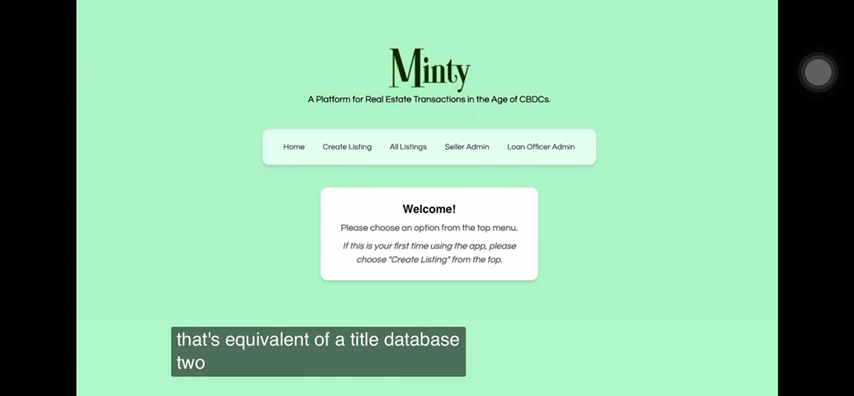 Minty
A Platform for Real Estate Transactions in the Age of CBDCs.
Home Create Listing All Listings Seller Admin Loan Officer Admin
Welcome!
Please choose an option from the top menu.
If this is your first time using the app, please
choose "Create Listing" from the top.
that's equivalent of a title database
two